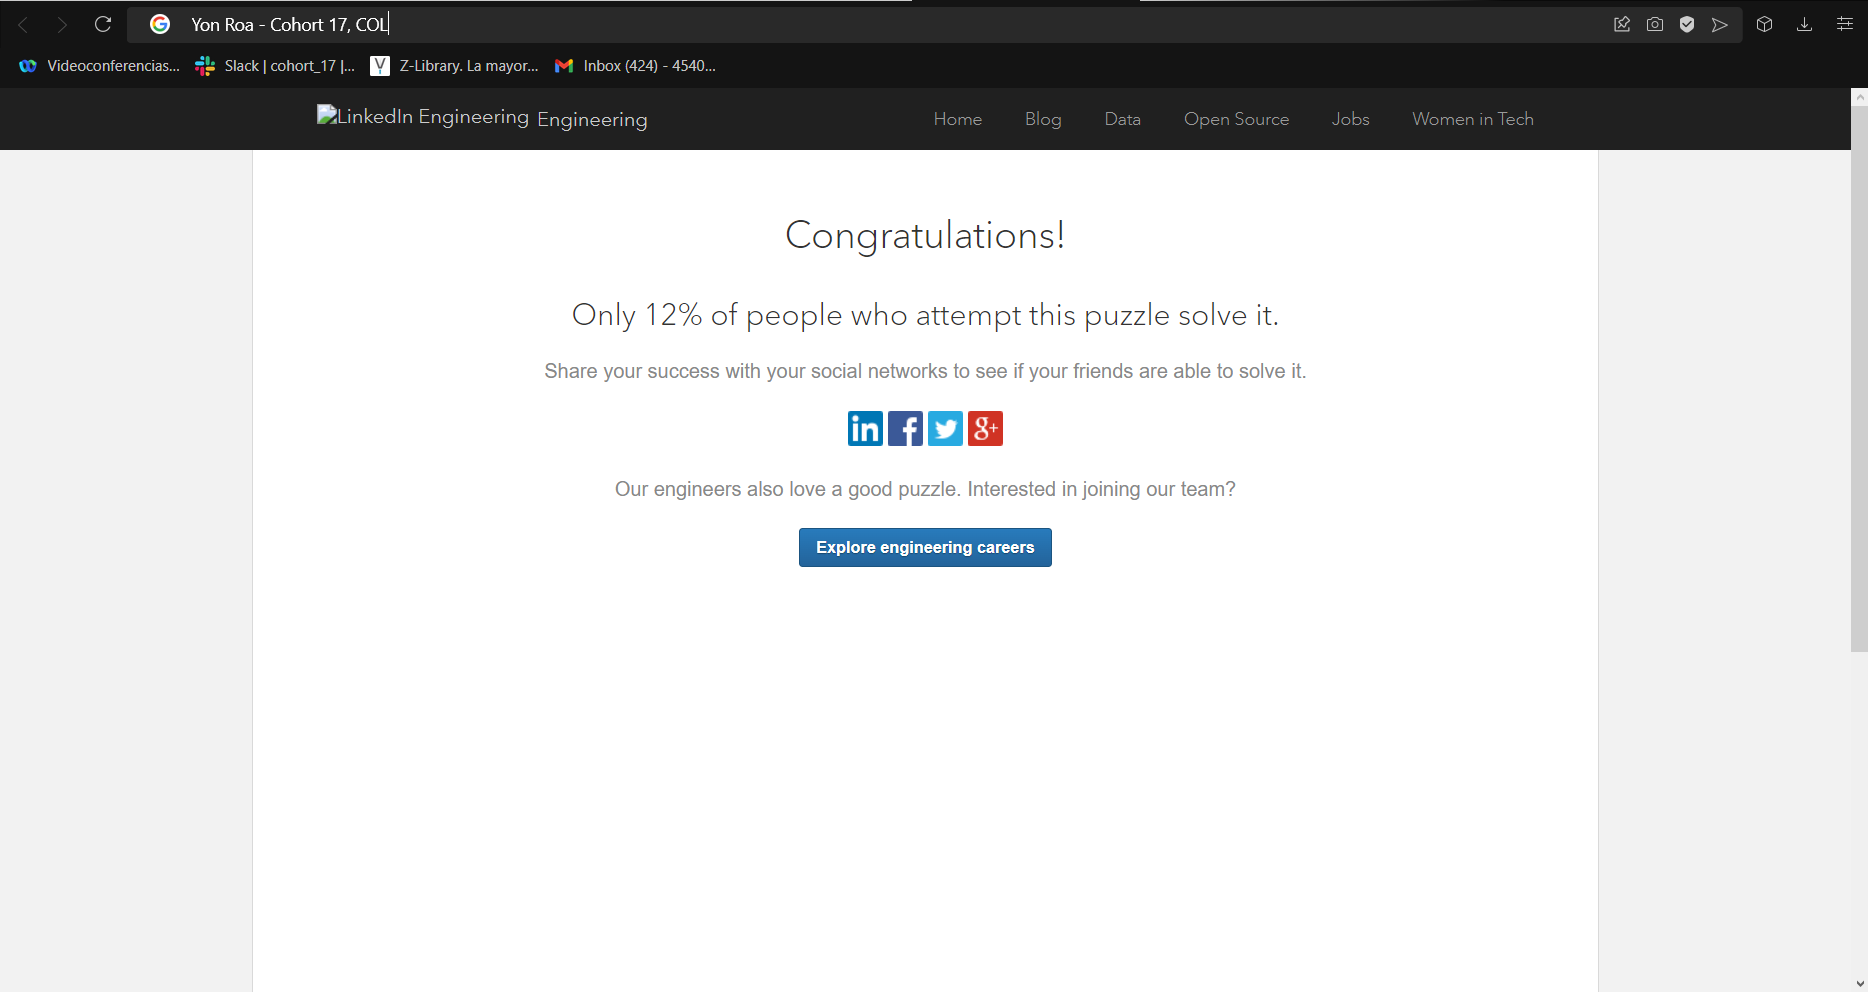 Yon Roa - Cohort 17, COL
Videoconferencias... Slack | cohort_17 |... Z-Library. La mayor... Inbox (424) - 4540...
LinkedIn Engineering Engineering Home Blog Data Open Source Jobs Women in Tech
Congratulations!
Only 12% of people who attempt this puzzle solve it.
Share your success with your social networks to see if your friends are able to solve it.
in f g+
Our engineers also love a good puzzle. Interested in joining our team?
Explore engineering careers